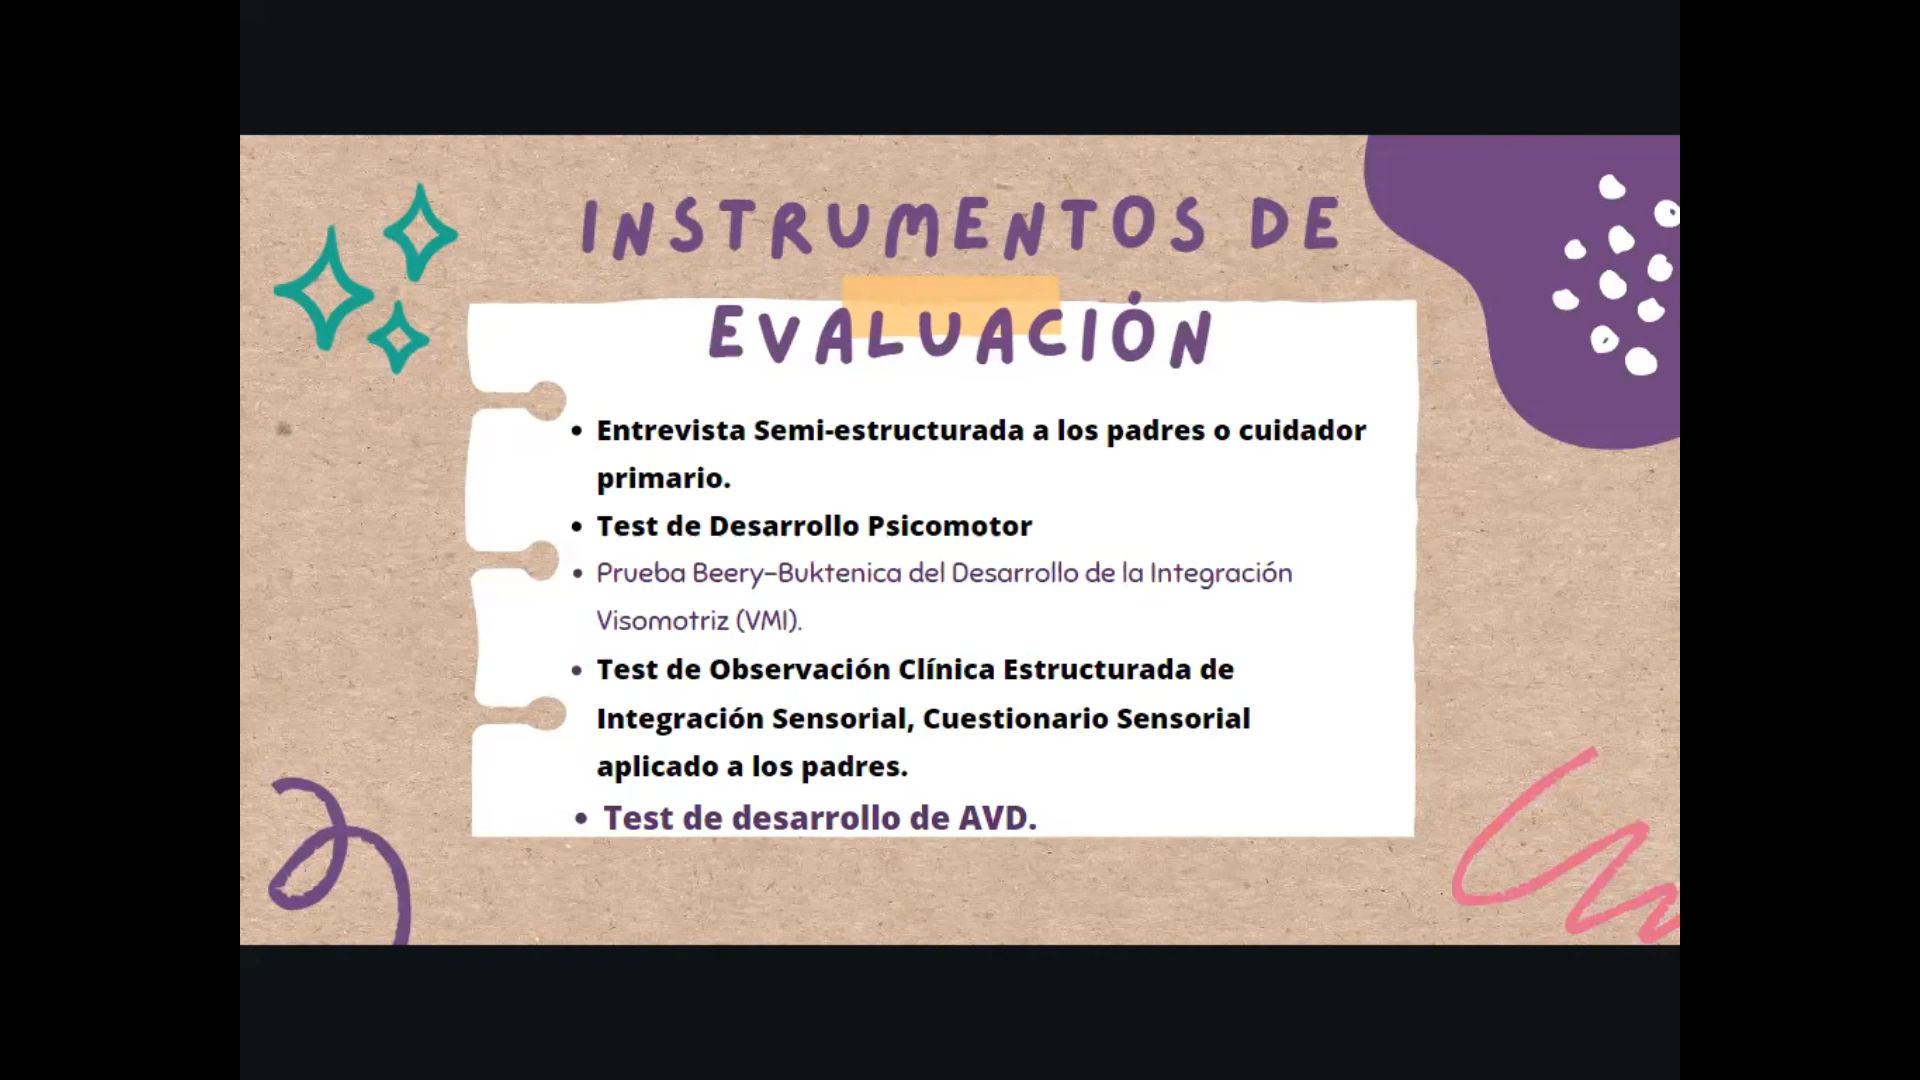 INSTRUMENTOS DE
EVALUACIÓN
• Entrevista Semi-estructurada a los padres o cuidador
primario.
• Test de Desarrollo Psicomotor
• Prueba Beery-Buktenica del Desarrollo de la Integración
Visomotriz (VMI).
• Test de Observación Clínica Estructurada de
Integración Sensorial, Cuestionario Sensorial
aplicado a los padres.
• Test de desarrollo de AVD.